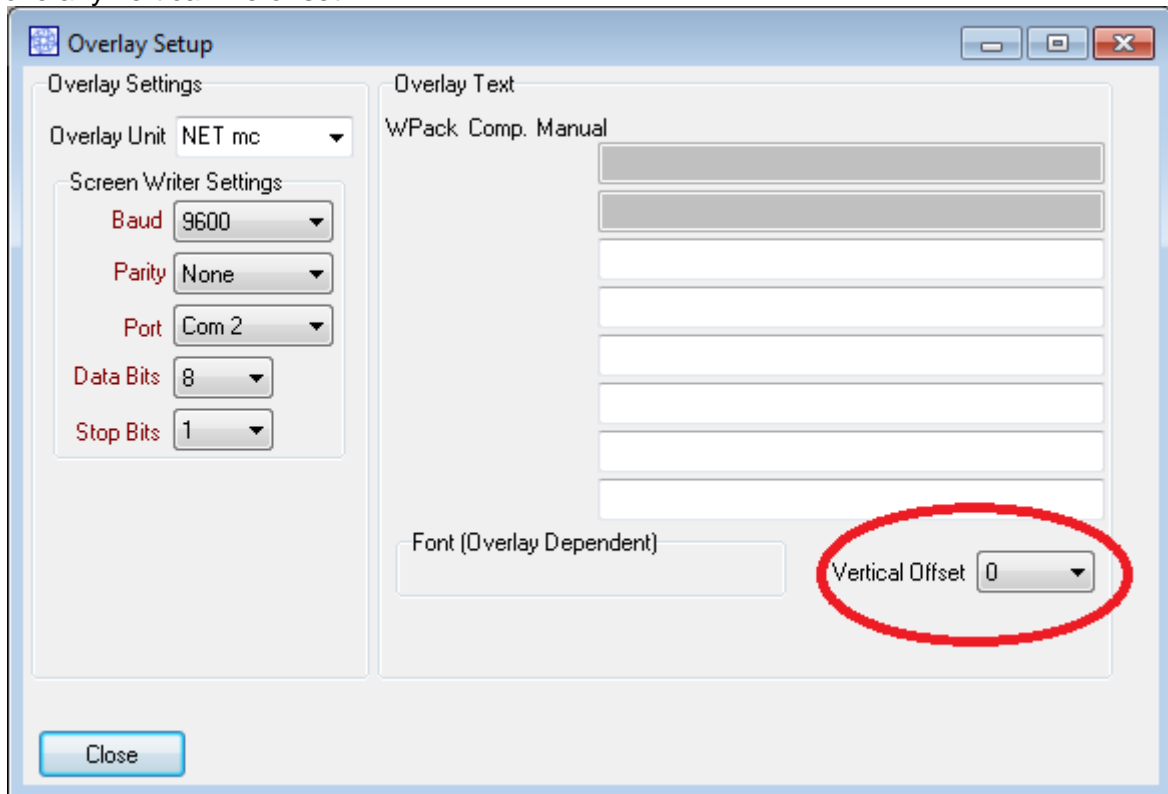 Overlay Setup
Overlay Settings
Overlay Unit NET mc
Screen Writer Settings
Baud 9600
Parity None
Port Com 2
Data Bits 8
Stop Bits 1
Overlay Text
WPack Comp. Manual
Font (Overlay Dependent)
Vertical Offset 0
Close